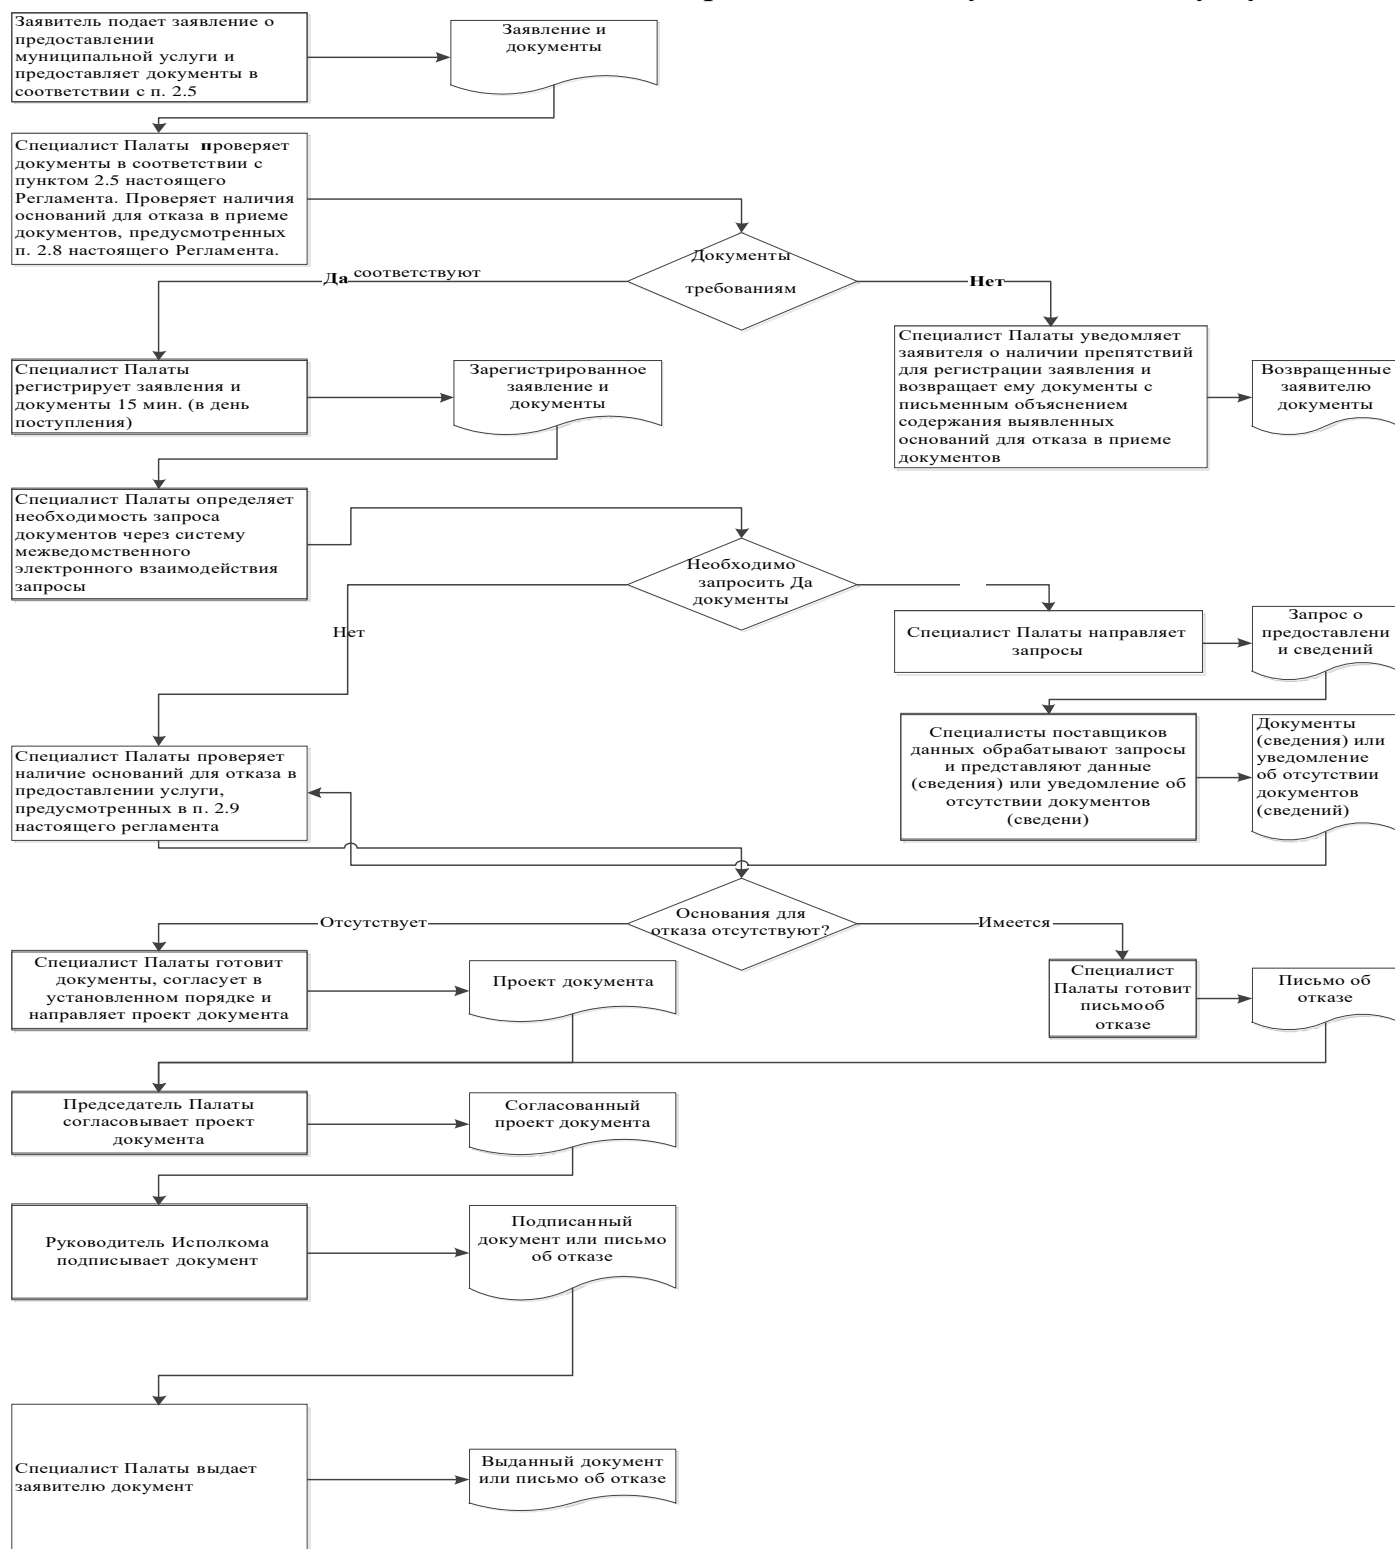 Заявитель подает заявление о
предоставлении
муниципальной услуги и
предоставляет документы в
соответствии с п. 2.5
Заявление и
документы
Специалист Палаты проверяет
документы в соответствии с
пунктом 2.5 настоящего
Регламента. Проверяет наличия
оснований для отказа в приеме
документов, предусмотренных
п. 2.8 настоящего Регламента.
Документы
требованиям
Да соответствуют
Нет
Специалист Палаты
регистрирует заявления и
документы 15 мин. (в день
поступления)
Зарегистрированное
заявление и
документы
Специалист Палаты уведомляет
заявителя о наличии препятствий
для регистрации заявления и
возвращает ему документы с
письменным объяснением
содержания выявленных
оснований для отказа в приеме
документов
Возвращенные
заявителю
документы
Специалист Палаты определяет
необходимость запроса
документов через систему
межведомственного
электронного взаимодействия
запросы
Необходимо
запросить Да
документы
Нет
Специалист Палаты направляет
запросы
Запрос о
предоставлени
и сведений
Специалисты поставщиков
данных обрабатывают запросы
и представляют данные
(сведения) или уведомление об
отсутствии документов
(сведени)
Документы
(сведения) или
уведомление
об отсутствии
документов
(сведений)
Специалист Палаты проверяет
наличие оснований для отказа в
предоставлении услуги,
предусмотренных в п. 2.9
настоящего регламента
Основания для
отказа отсутствуют?
Отсутствует
Имеется
Специалист Палаты готовит
документы, согласует в
установленном порядке и
направляет проект документа
Проект документа
Специалист
Палаты готовит
письмооб
отказе
Письмо об
отказе
Председатель Палаты
согласовывает проект
документа
Согласованный
проект документа
Руководитель Исполкома
подписывает документ
Подписанный
документ или письмо
об отказе
Специалист Палаты выдает
заявителю документ
Выданный документ
или письмо об отказе